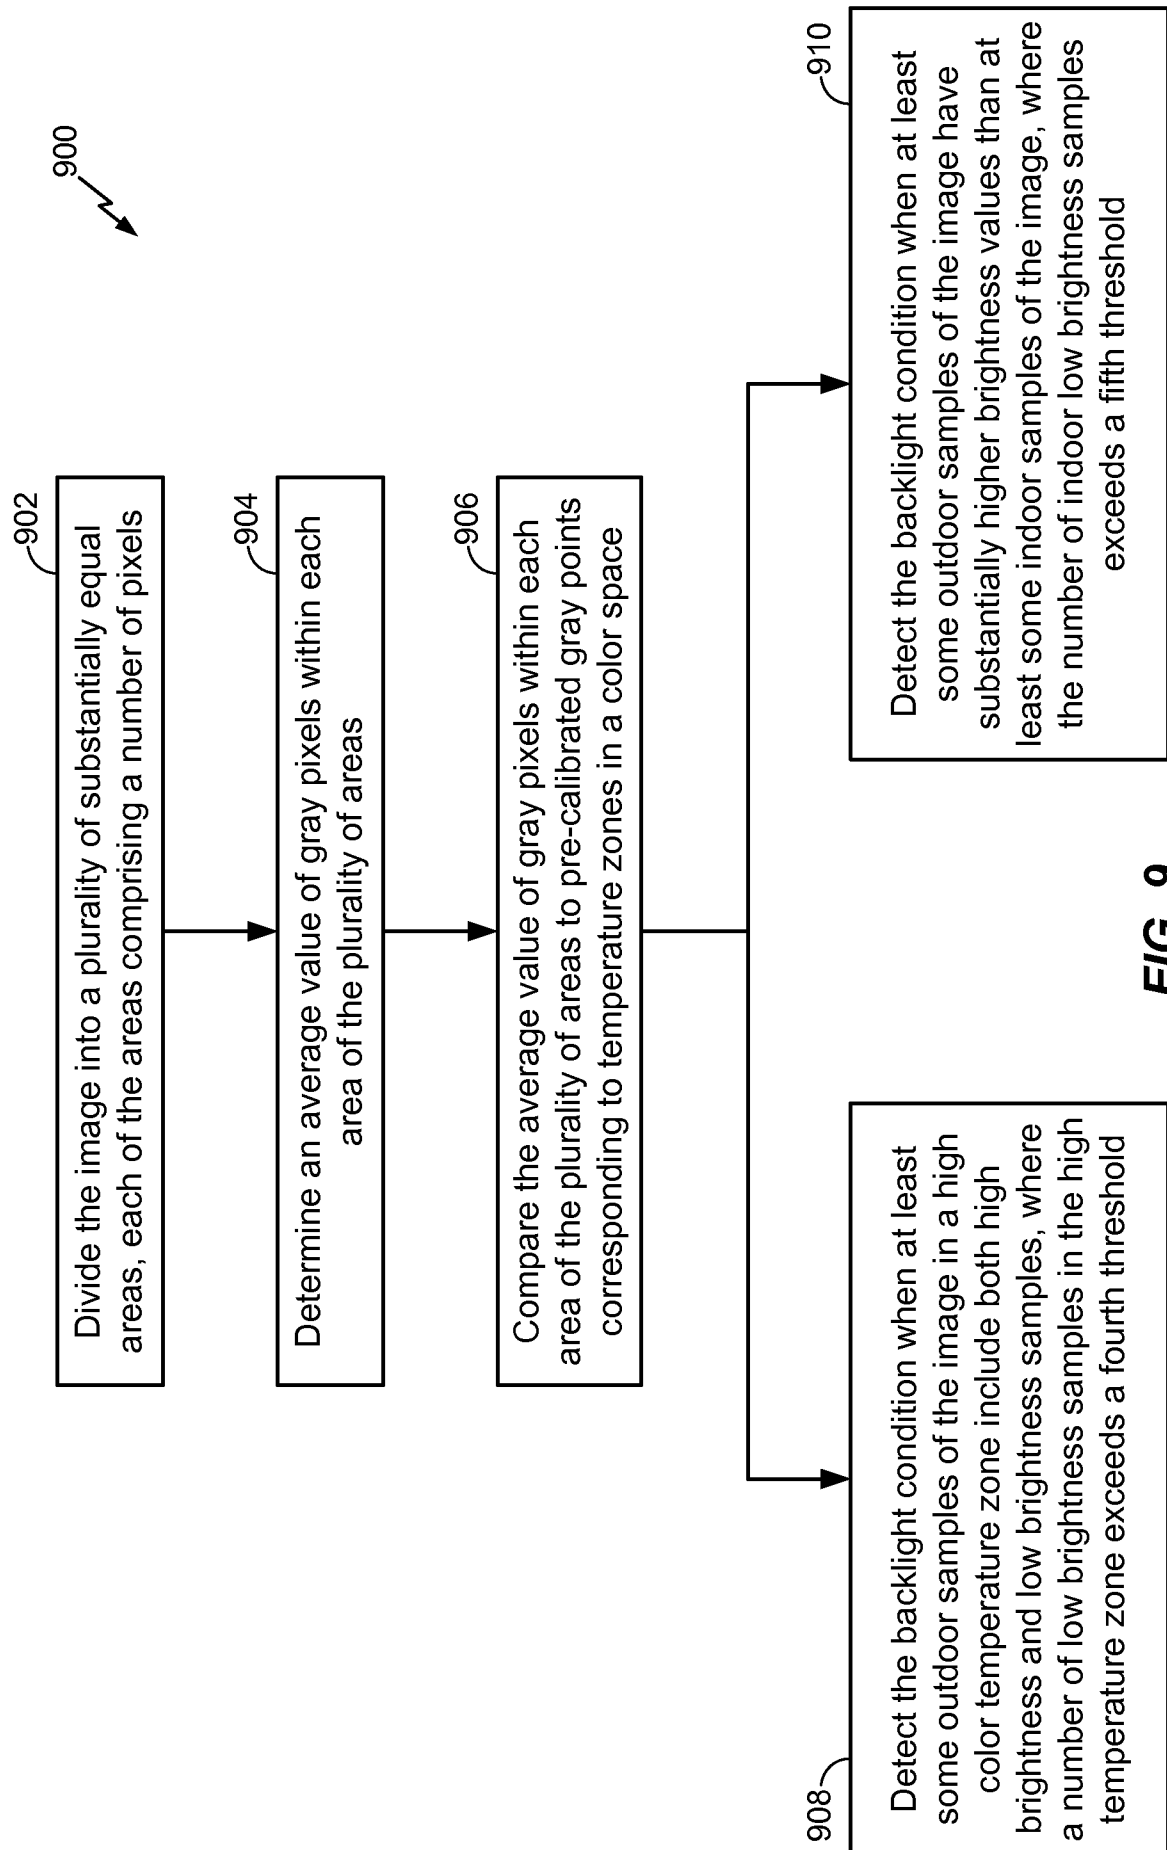 900
902
Divide the image into a plurality of substantially equal
areas, each of the areas comprising a number of pixels
904
Determine an average value of gray pixels within each
area of the plurality of areas
906
Compare the average value of gray pixels within each
area of the plurality of areas to pre-calibrated gray points
corresponding to temperature zones in a color space
908
Detect the backlight condition when at least
some outdoor samples of the image in a high
color temperature zone include both high
brightness and low brightness samples, where
a number of low brightness samples in the high
temperature zone exceeds a fourth threshold
910
Detect the backlight condition when at least
some outdoor samples of the image have
substantially higher brightness values than at
least some indoor samples of the image, where
the number of indoor low brightness samples
exceeds a fifth threshold
FIG. 9